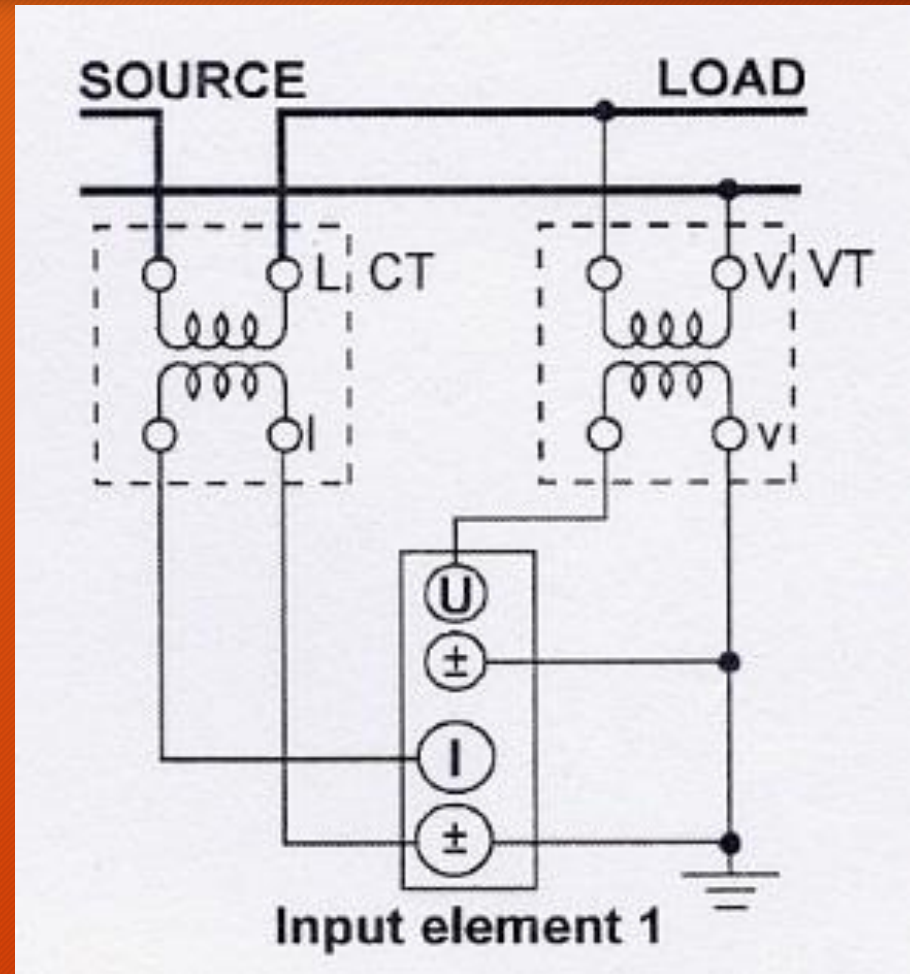 SOURCE LOAD
L CT V VT
l v
U
±
I
±
Input element 1